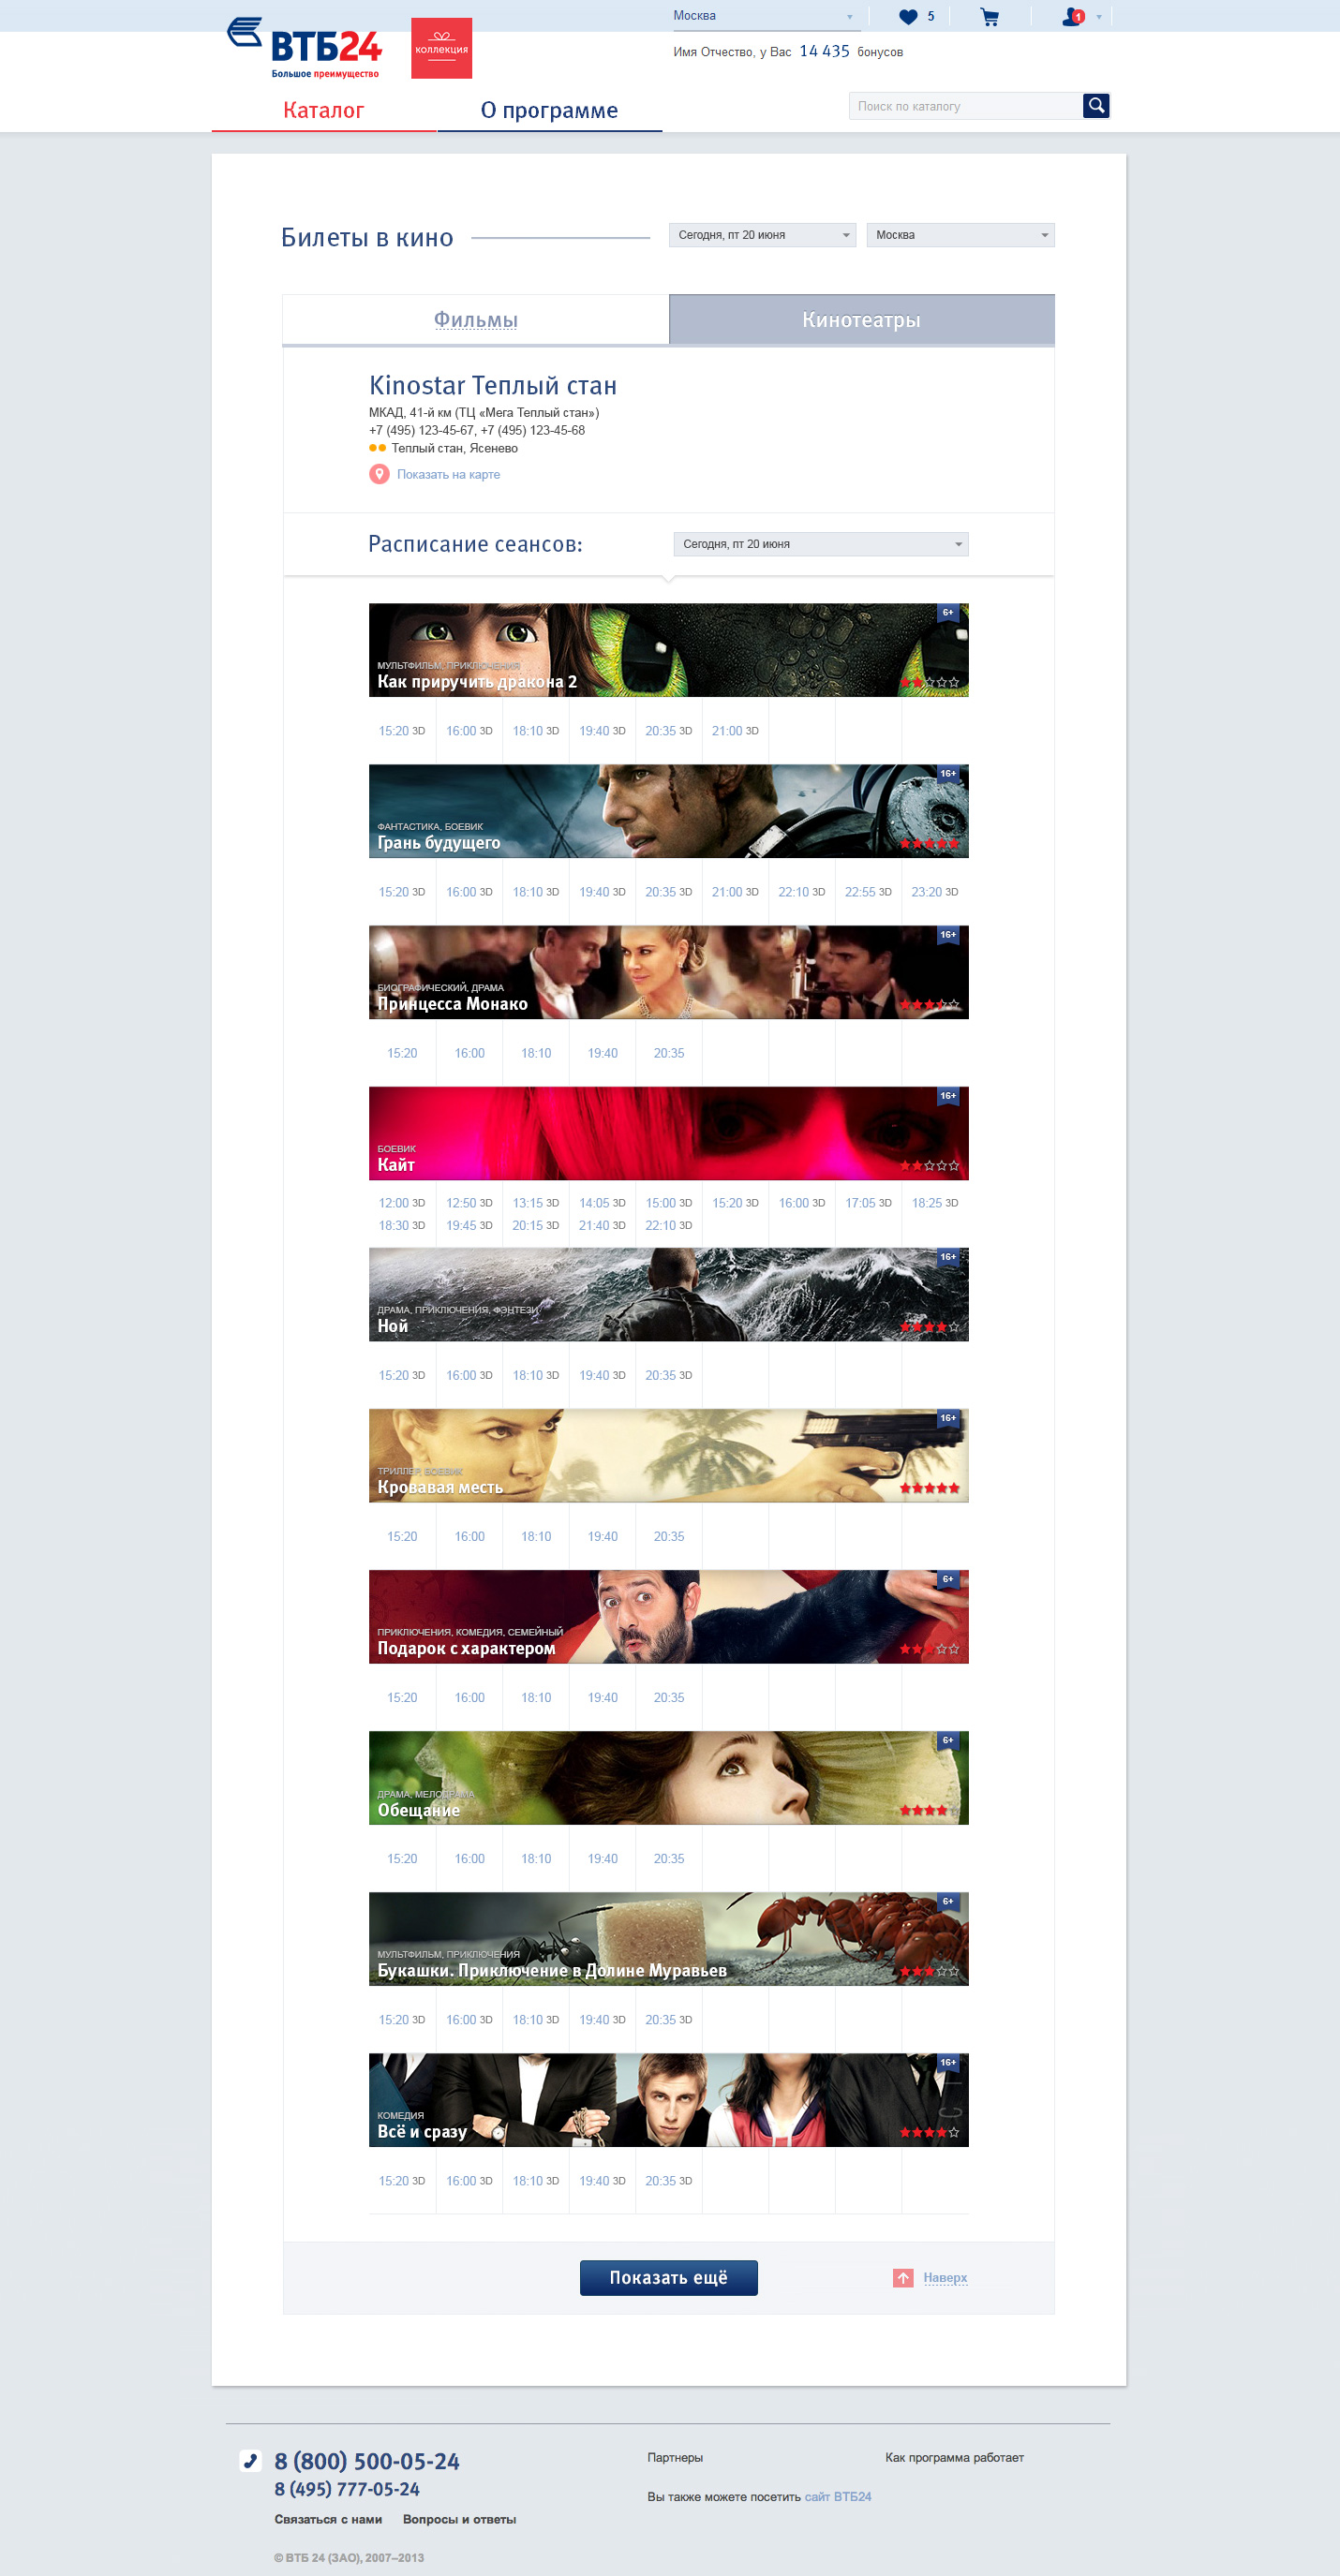 Москва
5
1
ВТБ24
Большое преимущество
коллекция
Имя Отчество, у Вас 14 435 бонусов
Каталог
О программе
Поиск по каталогу
Билеты в кино
Сегодня, пт 20 июня
Москва
Фильмы
Кинотеатры
Kinostar Теплый стан
МКАД, 41-й км (ТЦ «Мега Теплый стан»)
+7 (495) 123-45-67, +7 (495) 123-45-68
Теплый стан, Ясенево
Показать на карте
Расписание сеансов:
Сегодня, пт 20 июня
6+
МУЛЬТФИЛЬМ, ПРИКЛЮЧЕНИЯ
Как приручить дракона 2
15:20 3D 16:00 3D 18:10 3D 19:40 3D 20:35 3D 21:00 3D
16+
ФАНТАСТИКА, БОЕВИК
Грань будущего
15:20 3D 16:00 3D 18:10 3D 19:40 3D 20:35 3D 21:00 3D 22:10 3D 22:55 3D 23:20 3D
16+
БИОГРАФИЧЕСКИЙ, ДРАМА
Принцесса Монако
15:20 16:00 18:10 19:40 20:35
16+
БОЕВИК
Кайт
12:00 3D 12:50 3D 13:15 3D 14:05 3D 15:00 3D 15:20 3D 16:00 3D 17:05 3D 18:25 3D
18:30 3D 19:45 3D 20:15 3D 21:40 3D 22:10 3D
16+
ДРАМА, ПРИКЛЮЧЕНИЯ, ФЭНТЕЗИ
Ной
15:20 3D 16:00 3D 18:10 3D 19:40 3D 20:35 3D
16+
ТРИЛЛЕР, БОЕВИК
Кровавая месть
15:20 16:00 18:10 19:40 20:35
6+
ПРИКЛЮЧЕНИЯ, КОМЕДИЯ, СЕМЕЙНЫЙ
Подарок с характером
15:20 16:00 18:10 19:40 20:35
6+
ДРАМА, МЕЛОДРАМА
Обещание
15:20 16:00 18:10 19:40 20:35
6+
МУЛЬТФИЛЬМ, ПРИКЛЮЧЕНИЯ
Букашки. Приключение в Долине Муравьев
15:20 3D 16:00 3D 18:10 3D 19:40 3D 20:35 3D
16+
КОМЕДИЯ
Всё и сразу
15:20 3D 16:00 3D 18:10 3D 19:40 3D 20:35 3D
Показать ещё
Наверх
8 (800) 500-05-24
8 (495) 777-05-24
Связаться с нами
Вопросы и ответы
© ВТБ 24 (ЗАО), 2007–2013
Партнеры
Как программа работает
Вы также можете посетить сайт ВТБ24